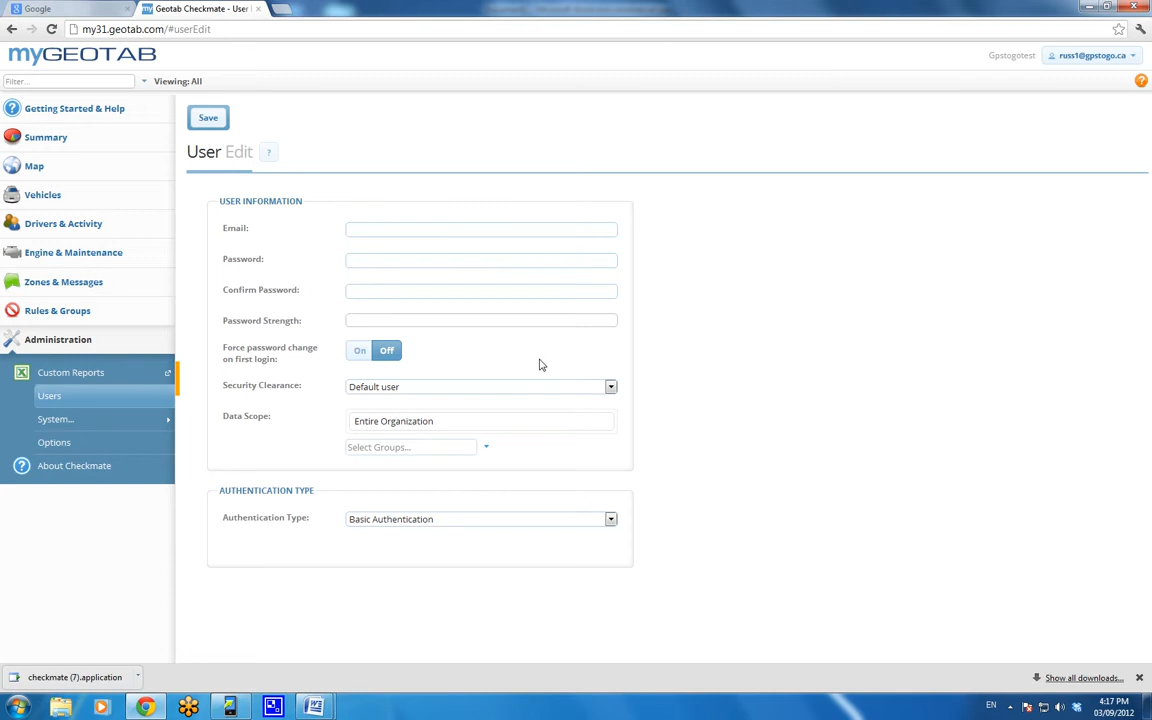 Google
my Geotab Checkmate - User
my31.geotab.com/#userEdit
myGEOTAB
Gpstogotest
russ1@gpstogo.ca
Filter...
Viewing: All
Getting Started & Help
Summary
Map
Vehicles
Drivers & Activity
Engine & Maintenance
Zones & Messages
Rules & Groups
Administration
Custom Reports
Users
System...
Options
About Checkmate
Save
User Edit ?
USER INFORMATION
Email:
Password:
Confirm Password:
Password Strength:
Force password change
on first login:
On Off
Security Clearance:
Default user
Data Scope:
Entire Organization
Select Groups...
AUTHENTICATION TYPE
Authentication Type:
Basic Authentication
checkmate (7).application
Show all downloads...
EN
4:17 PM
03/09/2012